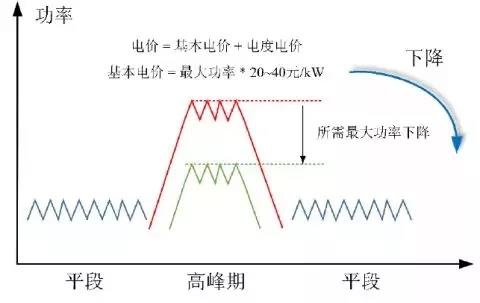 功率
电价 = 基本电价 + 电度电价
基本电价 = 最大功率 * 20~40元/kW
下降
所需最大功率下降
平段
高峰期
平段